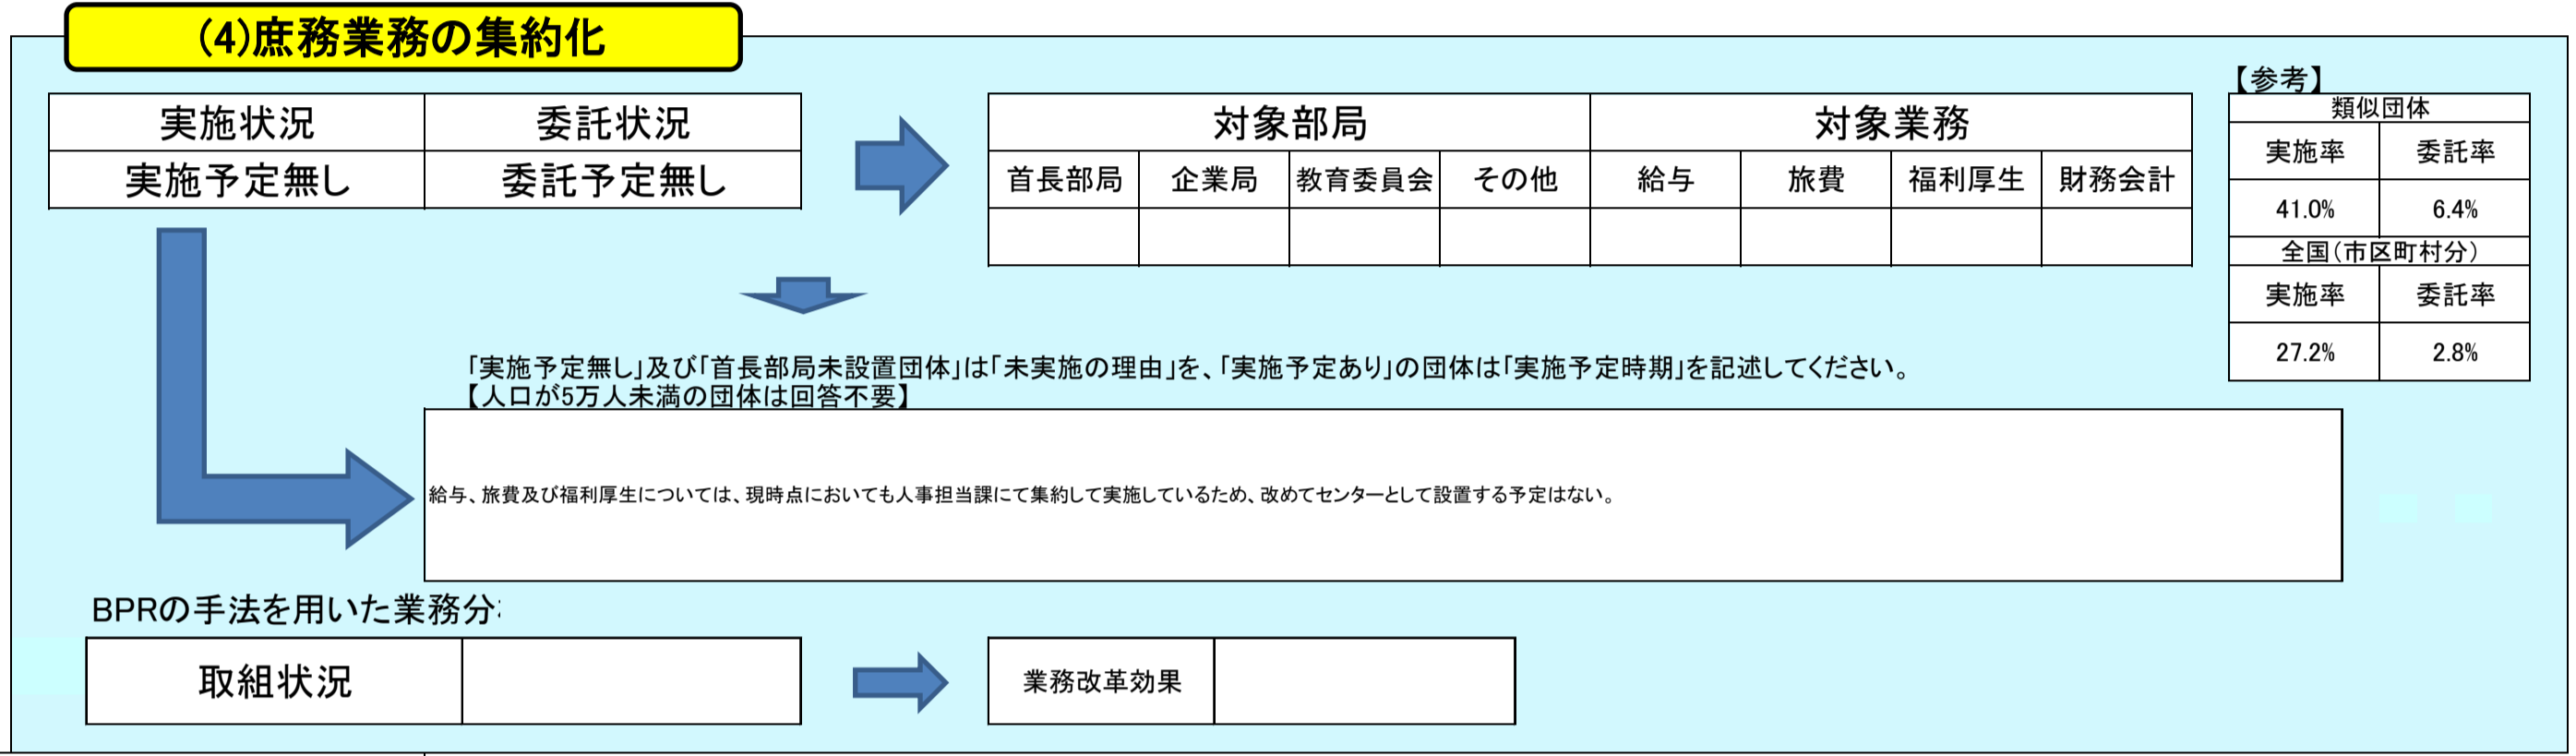 (4)庶務業務の集約化
実施状況 委託状況
実施予定無し 委託予定無し
対象部局 対象業務
首長部局 企業局 教育委員会 その他 給与 旅費 福利厚生 財務会計
【参考】
類似団体
実施率 委託率
41.0% 6.4%
全国(市区町村分)
実施率 委託率
27.2% 2.8%
「実施予定無し」及び「首長部局未設置団体」は「未実施の理由」を、「実施予定あり」の団体は「実施予定時期」を記述してください。
【人口が5万人未満の団体は回答不要】
給与、旅費及び福利厚生については、現時点においても人事担当課にて集約して実施しているため、改めてセンターとして設置する予定はない。
BPRの手法を用いた業務分
取組状況
業務改革効果